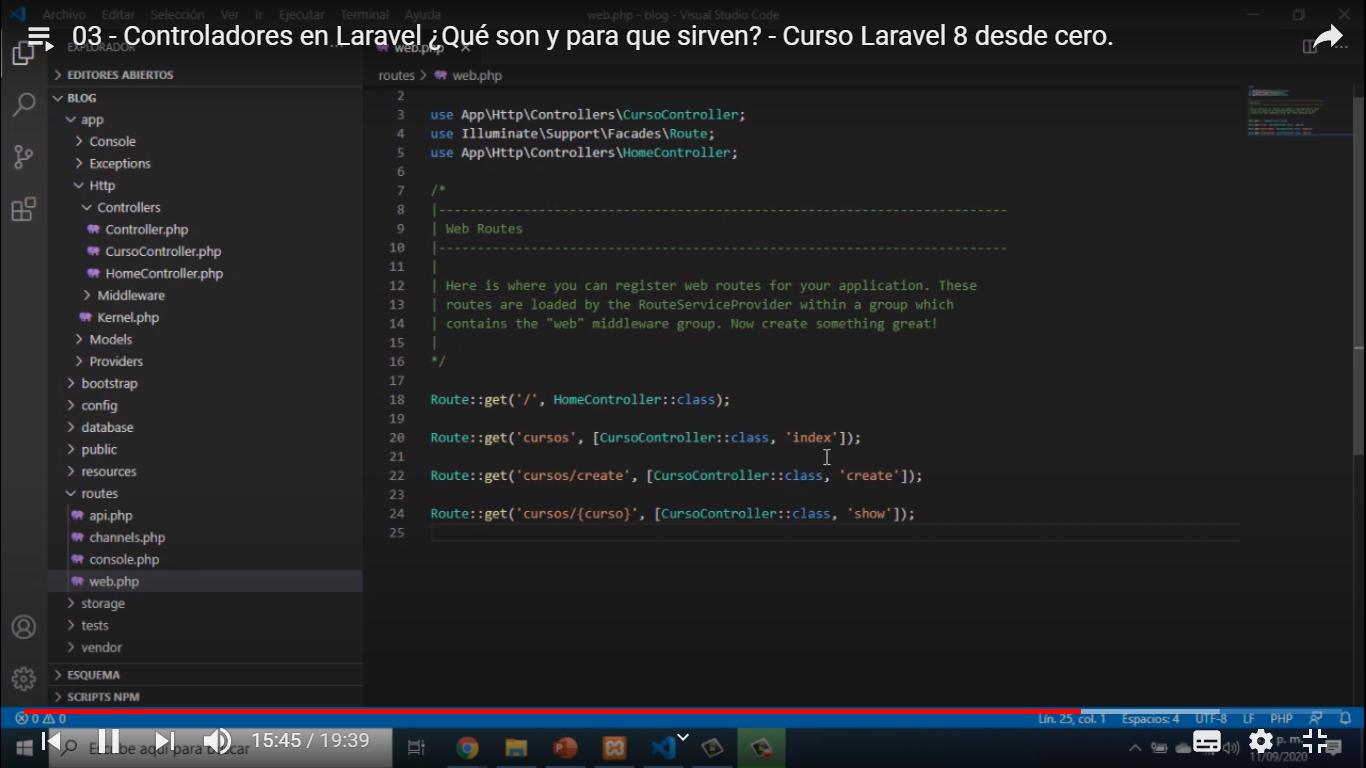 Archivo Editar Selección Ver Ir Ejecutar Terminal Ayuda
web.php - blog - Visual Studio Code
03 - Controladores en Laravel ¿Qué son y para que sirven? - Curso Laravel 8 desde cero.
EXPLORADOR
web.php
EDITORES ABIERTOS
BLOG
app
Console
Exceptions
Http
Controllers
Controller.php
CursoController.php
HomeController.php
Middleware
Kernel.php
Models
Providers
bootstrap
config
database
public
resources
routes
api.php
channels.php
console.php
web.php
storage
tests
vendor
ESQUEMA
SCRIPTS NPM
routes > web.php
2
3 use App\Http\Controllers\CursoController;
4 use Illuminate\Support\Facades\Route;
5 use App\Http\Controllers\HomeController;
6
7 /*
8 |--------------------------------------------------------------------------
9 | Web Routes
10 |--------------------------------------------------------------------------
11 |
12 | Here is where you can register web routes for your application. These
13 | routes are loaded by the RouteServiceProvider within a group which
14 | contains the "web" middleware group. Now create something great!
15 |
16 */
17
18 Route::get('/', HomeController::class);
19
20 Route::get('cursos', [CursoController::class, 'index']);
21
22 Route::get('cursos/create', [CursoController::class, 'create']);
23
24 Route::get('cursos/{curso}', [CursoController::class, 'show']);
25
0 0
Lín. 25, col. 1 Espacios: 4 UTF-8 LF PHP
Escribe aquí para buscar
15:45 / 19:39
p. m.
11/09/2020